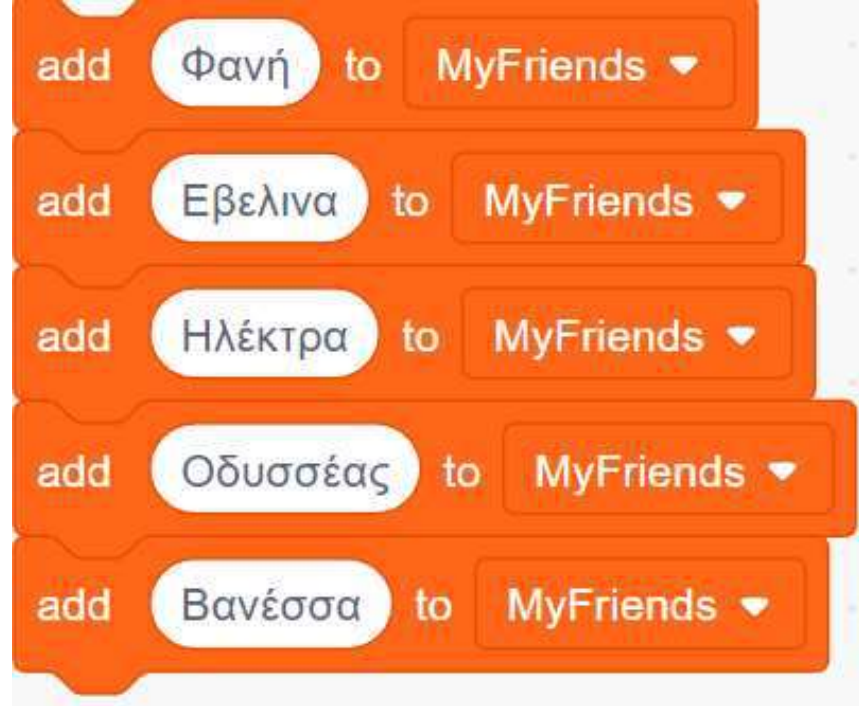 add Φανή to MyFriends
add Εβελινα to MyFriends
add Ηλέκτρα to MyFriends
add Οδυσσέας to MyFriends
add Βανέσσα to MyFriends